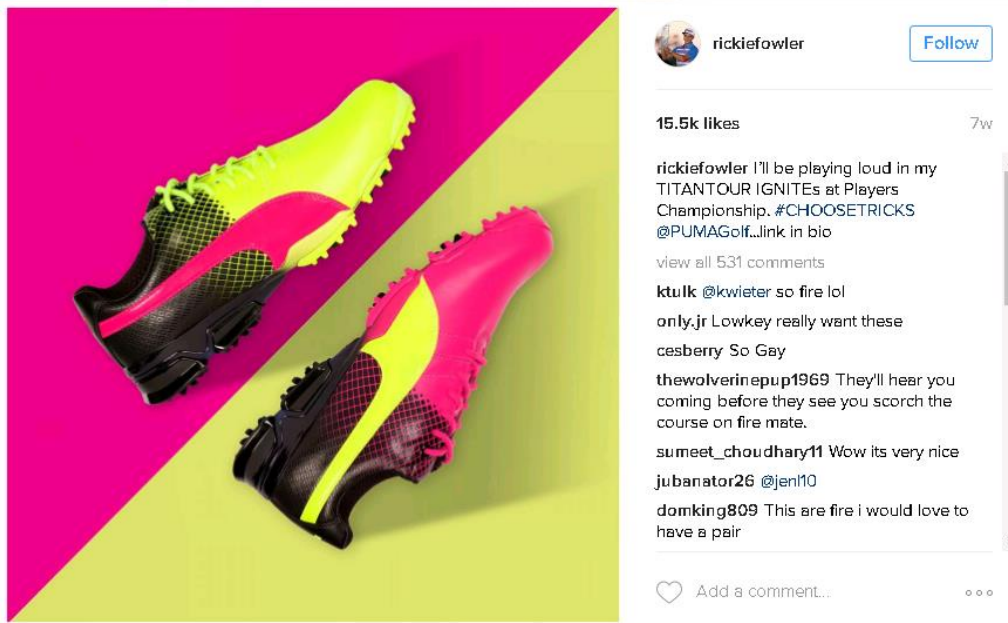 rickiefowler
Follow
15.5k likes
7w
rickiefowler I'll be playing loud in my
TITANTOUR IGNITEs at Players
Championship. #CHOOSETRICKS
@PUMAGolf...link in bio
view all 531 comments
ktulk @kwieter so fire lol
only.jr Lowkey really want these
cesberry So Gay
thewolverinepup1969 They'll hear you
coming before they see you scorch the
course on fire mate.
sumeet_choudhary11 Wow its very nice
jubanator26 @jenl10
domking809 This are fire i would love to
have a pair
Add a comment...